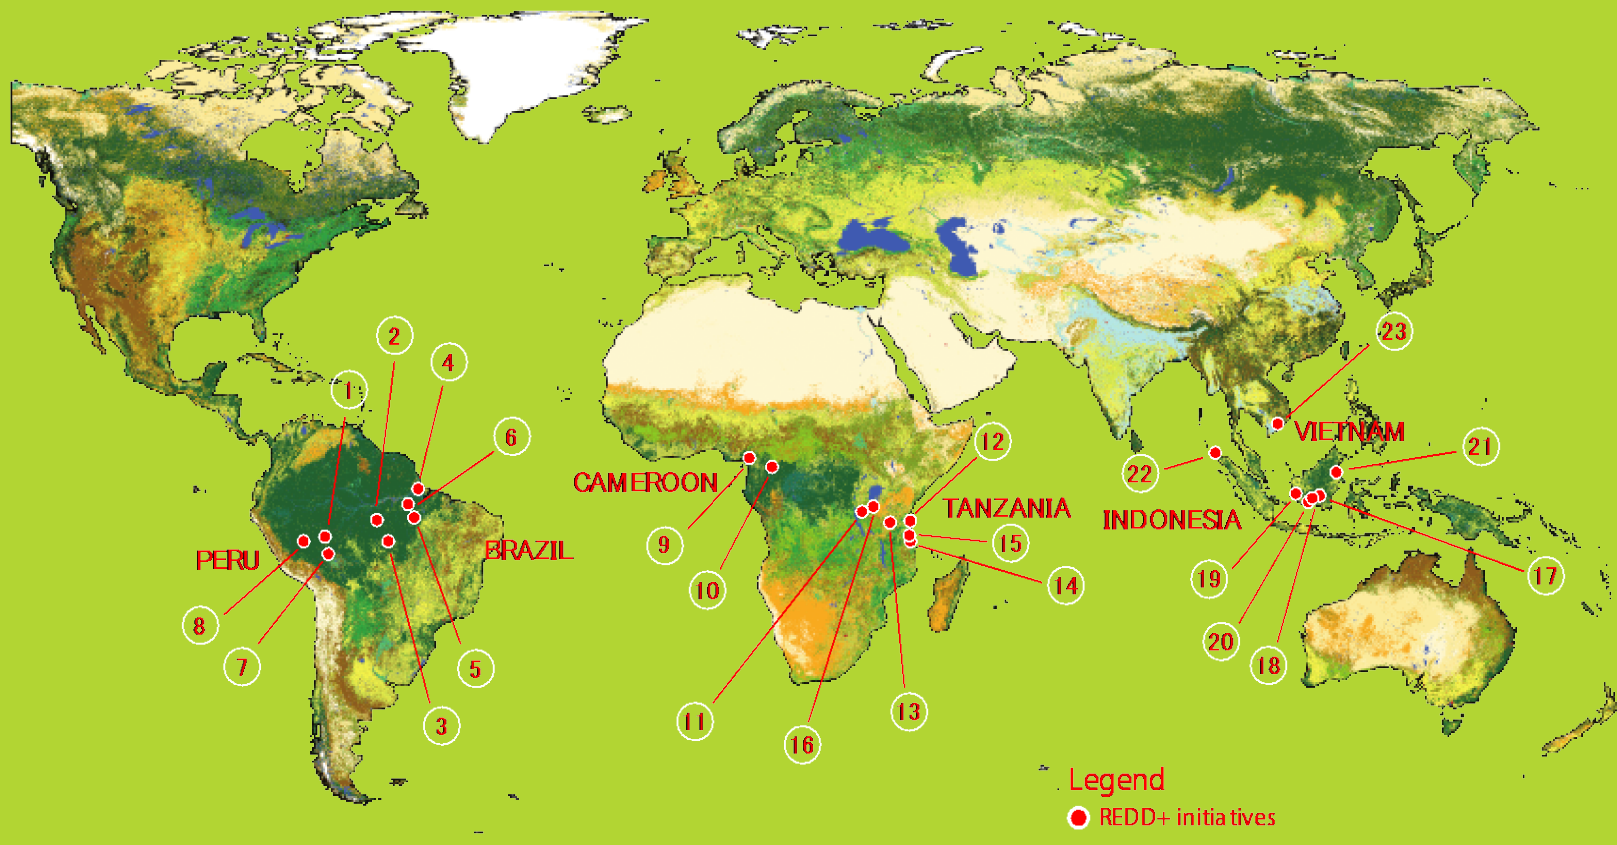 2
23
4
1
6
12
21
VIETNAM
22
CAMEROON
TANZANIA
INDONESIA
9
15
PERU
BRAZIL
10
14
19
17
8
20
7
5
18
11
13
3
16
Legend
REDD+ initiatives